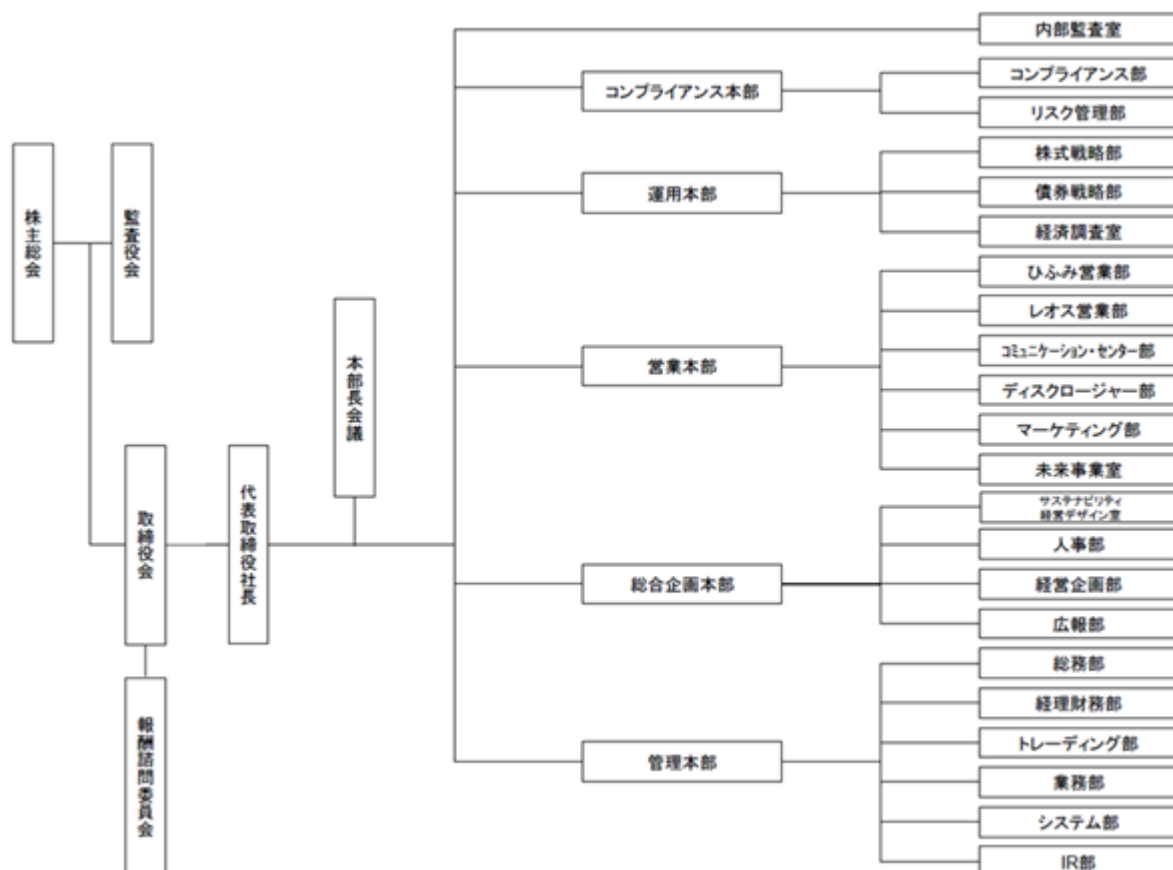 株主総会
監査役会
取締役会
報酬諮問委員会
代表取締役社長
本部長会議
内部監査室
コンプライアンス本部
コンプライアンス部
リスク管理部
運用本部
株式戦略部
債券戦略部
経済調査室
営業本部
ひふみ営業部
レオス営業部
コミュニケーション・センター部
ディスクロージャー部
マーケティング部
未来事業室
総合企画本部
サステナビリティ
経営デザイン室
人事部
経営企画部
広報部
管理本部
総務部
経理財務部
トレーディング部
業務部
システム部
IR部